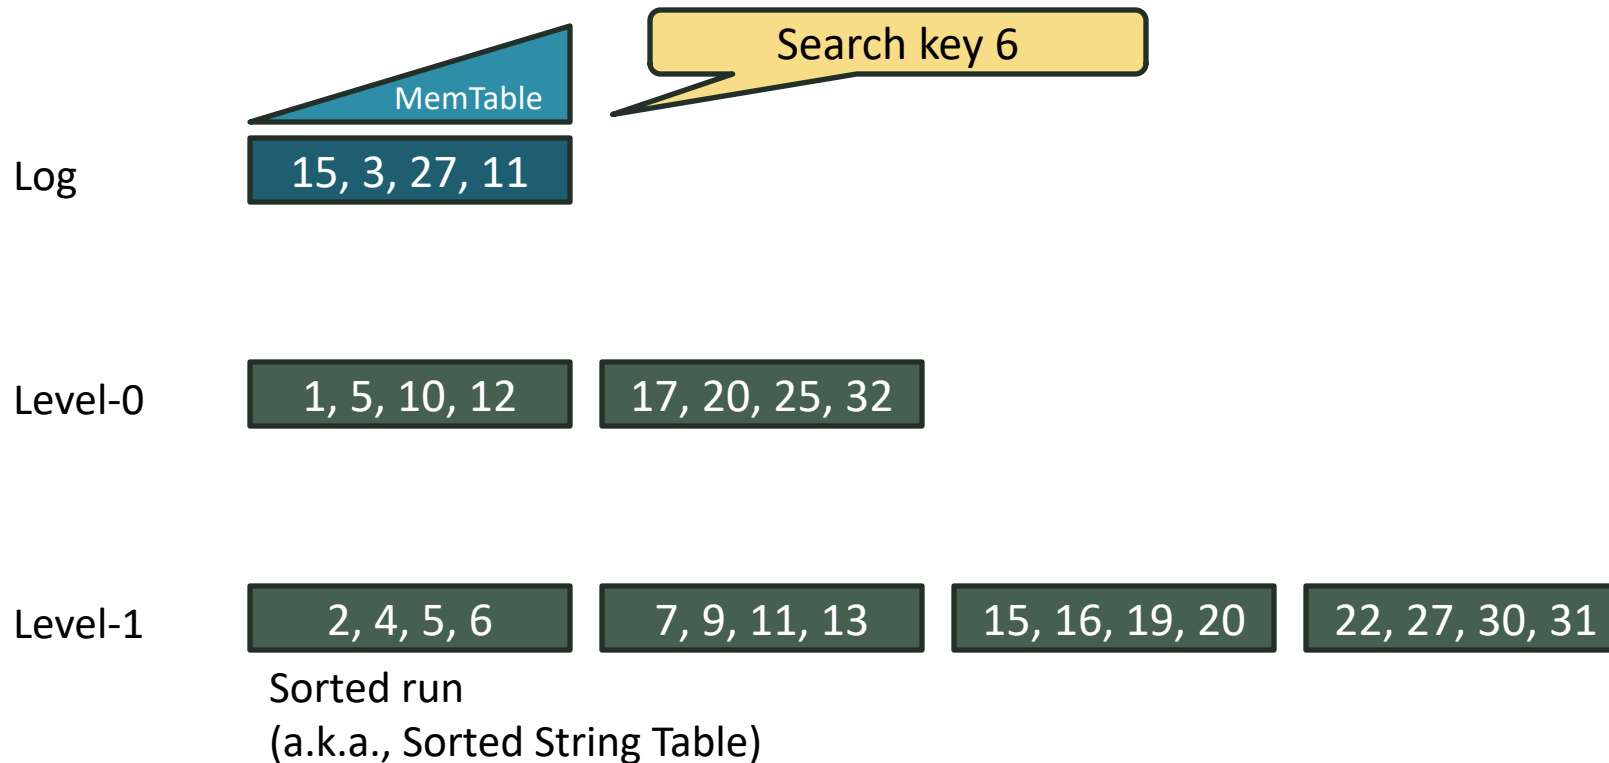 Search key 6
MemTable
Log
15, 3, 27, 11
Level-0
1, 5, 10, 12
17, 20, 25, 32
Level-1
2, 4, 5, 6
7, 9, 11, 13
15, 16, 19, 20
22, 27, 30, 31
Sorted run
(a.k.a., Sorted String Table)